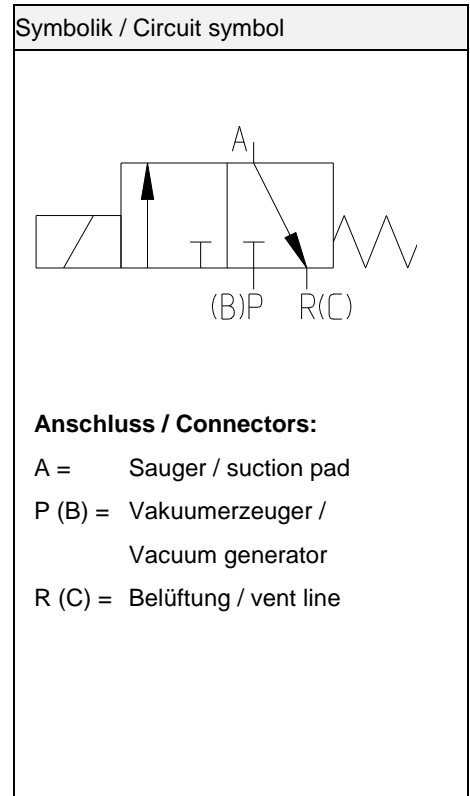 Symbolik / Circuit symbol
A
(B)P R(C)
Anschluss / Connectors:
A = Sauger / suction pad
P (B) = Vakuumerzeuger /
Vacuum generator
R (C) = Belüftung / vent line